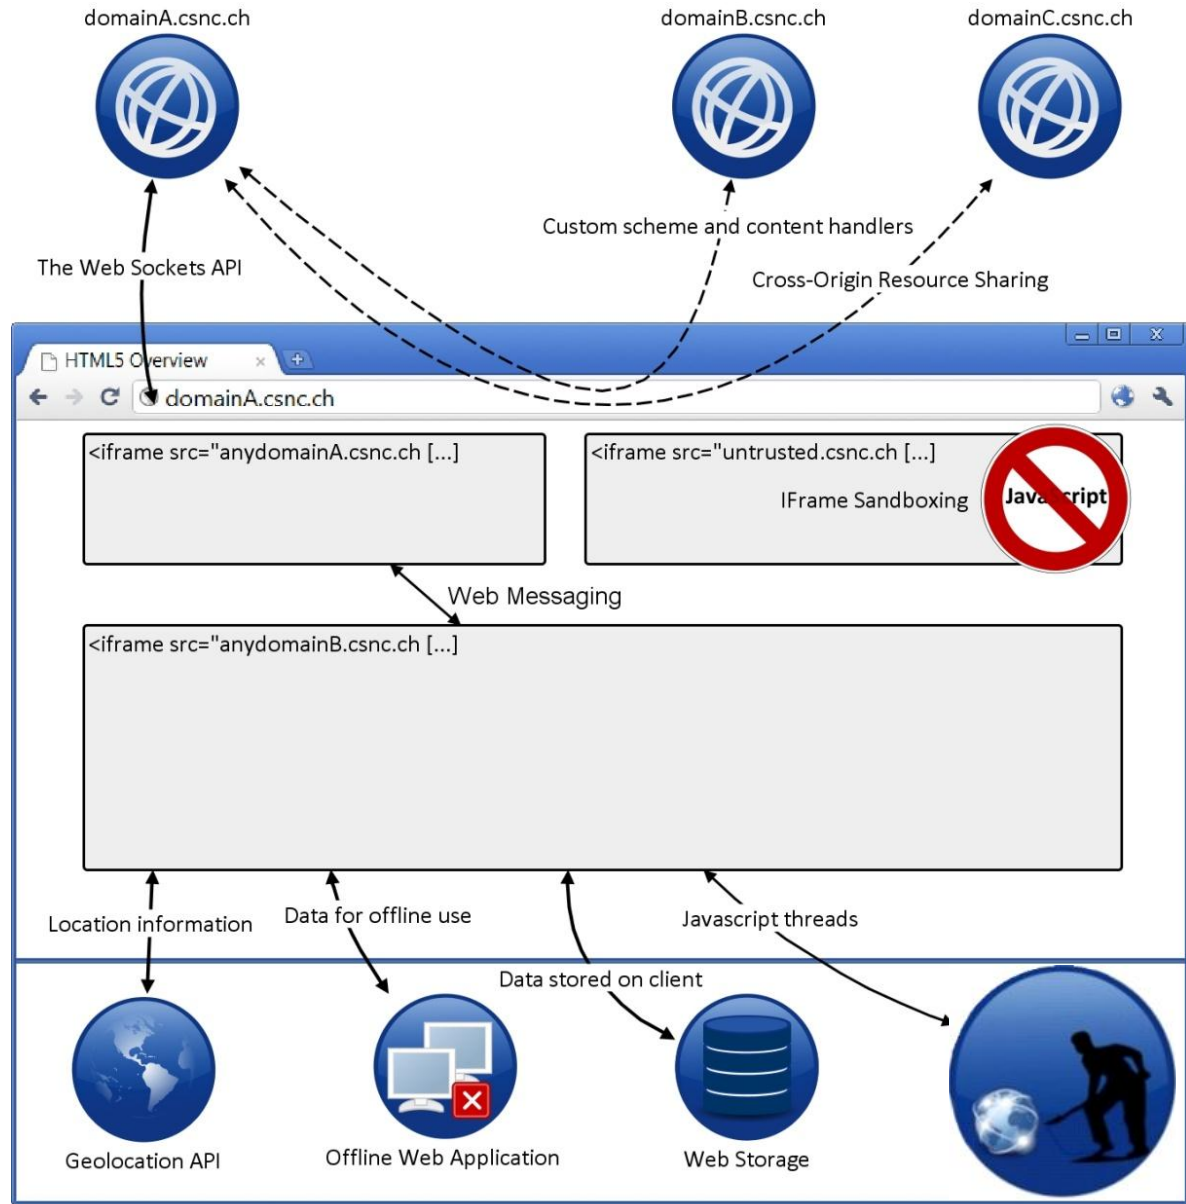 domainA.csnc.ch
domainB.csnc.ch
domainC.csnc.ch
Custom scheme and content handlers
The Web Sockets API
Cross-Origin Resource Sharing
HTML5 Overview
domainA.csnc.ch
<iframe src="anydomainA.csnc.ch [...]
<iframe src="untrusted.csnc.ch [...]
IFrame Sandboxing
JavaScript
Web Messaging
<iframe src="anydomainB.csnc.ch [...]
Location information
Data for offline use
Javascript threads
Data stored on client
Geolocation API
Offline Web Application
Web Storage